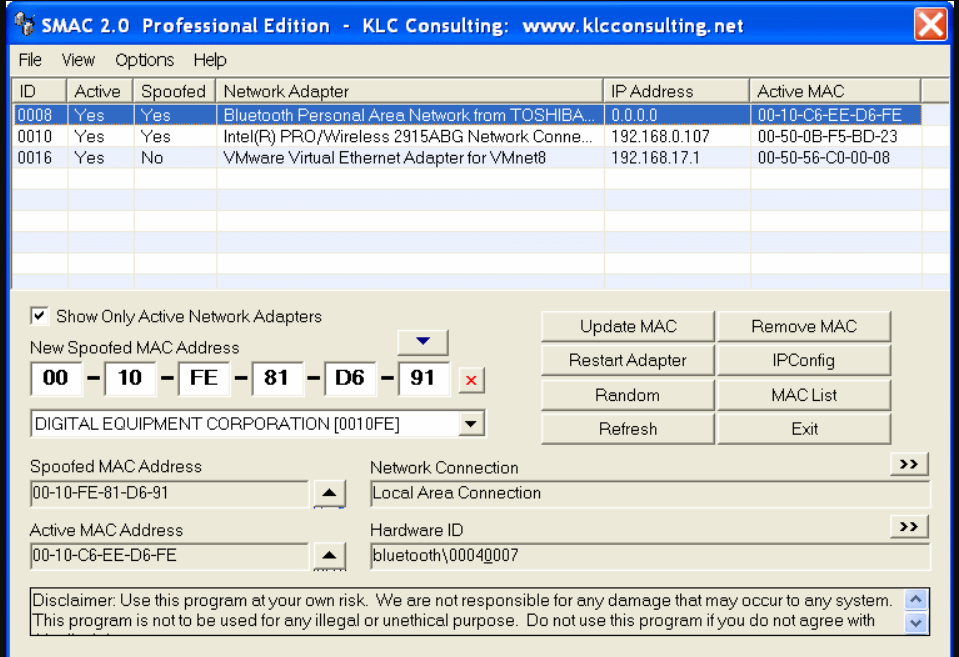 SMAC 2.0 Professional Edition - KLC Consulting: www.klcconsulting.net
File View Options Help
ID Active Spoofed Network Adapter IP Address Active MAC
0008 Yes Yes Bluetooth Personal Area Network from TOSHIBA... 0.0.0.0 00-10-C6-EE-D6-FE
0010 Yes Yes Intel(R) PRO/Wireless 2915ABG Network Conne... 192.168.0.107 00-50-0B-F5-BD-23
0016 Yes No VMware Virtual Ethernet Adapter for VMnet8 192.168.17.1 00-50-56-C0-00-08
Show Only Active Network Adapters
New Spoofed MAC Address
00 - 10 - FE - 81 - D6 - 91
DIGITAL EQUIPMENT CORPORATION [0010FE]
Update MAC Remove MAC
Restart Adapter IPConfig
Random MAC List
Refresh Exit
Spoofed MAC Address
00-10-FE-81-D6-91
Network Connection >>
Local Area Connection
Active MAC Address
00-10-C6-EE-D6-FE
Hardware ID >>
bluetooth\00040007
Disclaimer: Use this program at your own risk. We are not responsible for any damage that may occur to any system.
This program is not to be used for any illegal or unethical purpose. Do not use this program if you do not agree with